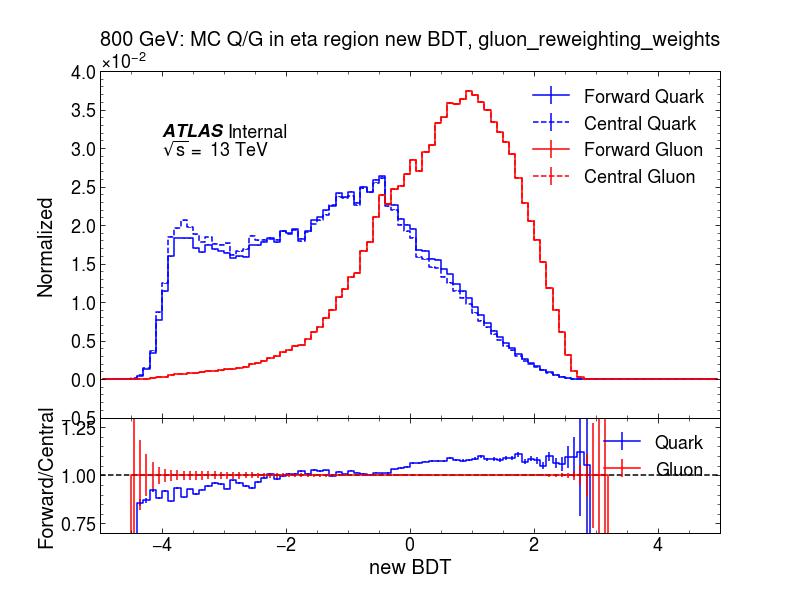 800 GeV: MC Q/G in eta region new BDT, gluon_reweighting_weights
×10⁻²
4.0
3.5
3.0
2.5
2.0
1.5
1.0
0.5
0.0
−0.5
Normalized
ATLAS Internal
√s = 13 TeV
Forward Quark
Central Quark
Forward Gluon
Central Gluon
1.25
1.00
0.75
Forward/Central
Quark
Gluon
−4 −2 0 2 4
new BDT